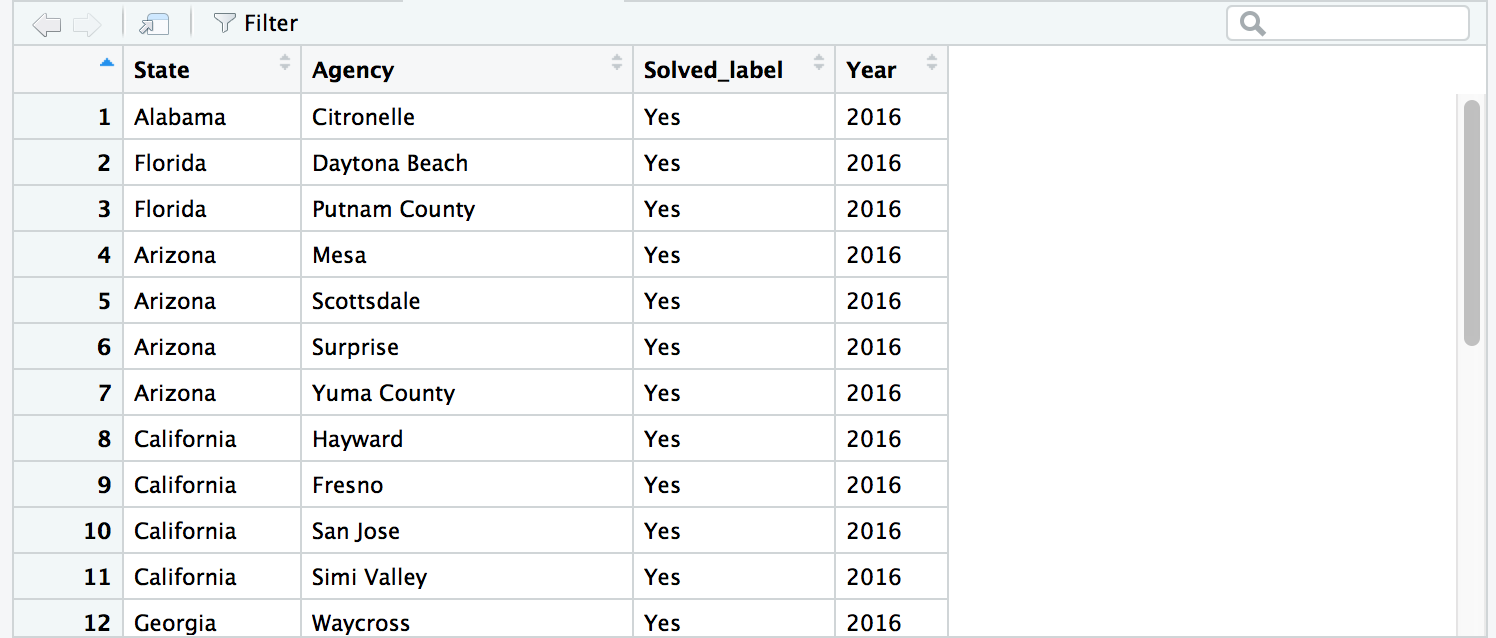 Filter
State Agency Solved_label Year
1 Alabama Citronelle Yes 2016
2 Florida Daytona Beach Yes 2016
3 Florida Putnam County Yes 2016
4 Arizona Mesa Yes 2016
5 Arizona Scottsdale Yes 2016
6 Arizona Surprise Yes 2016
7 Arizona Yuma County Yes 2016
8 California Hayward Yes 2016
9 California Fresno Yes 2016
10 California San Jose Yes 2016
11 California Simi Valley Yes 2016
12 Georgia Waycross Yes 2016